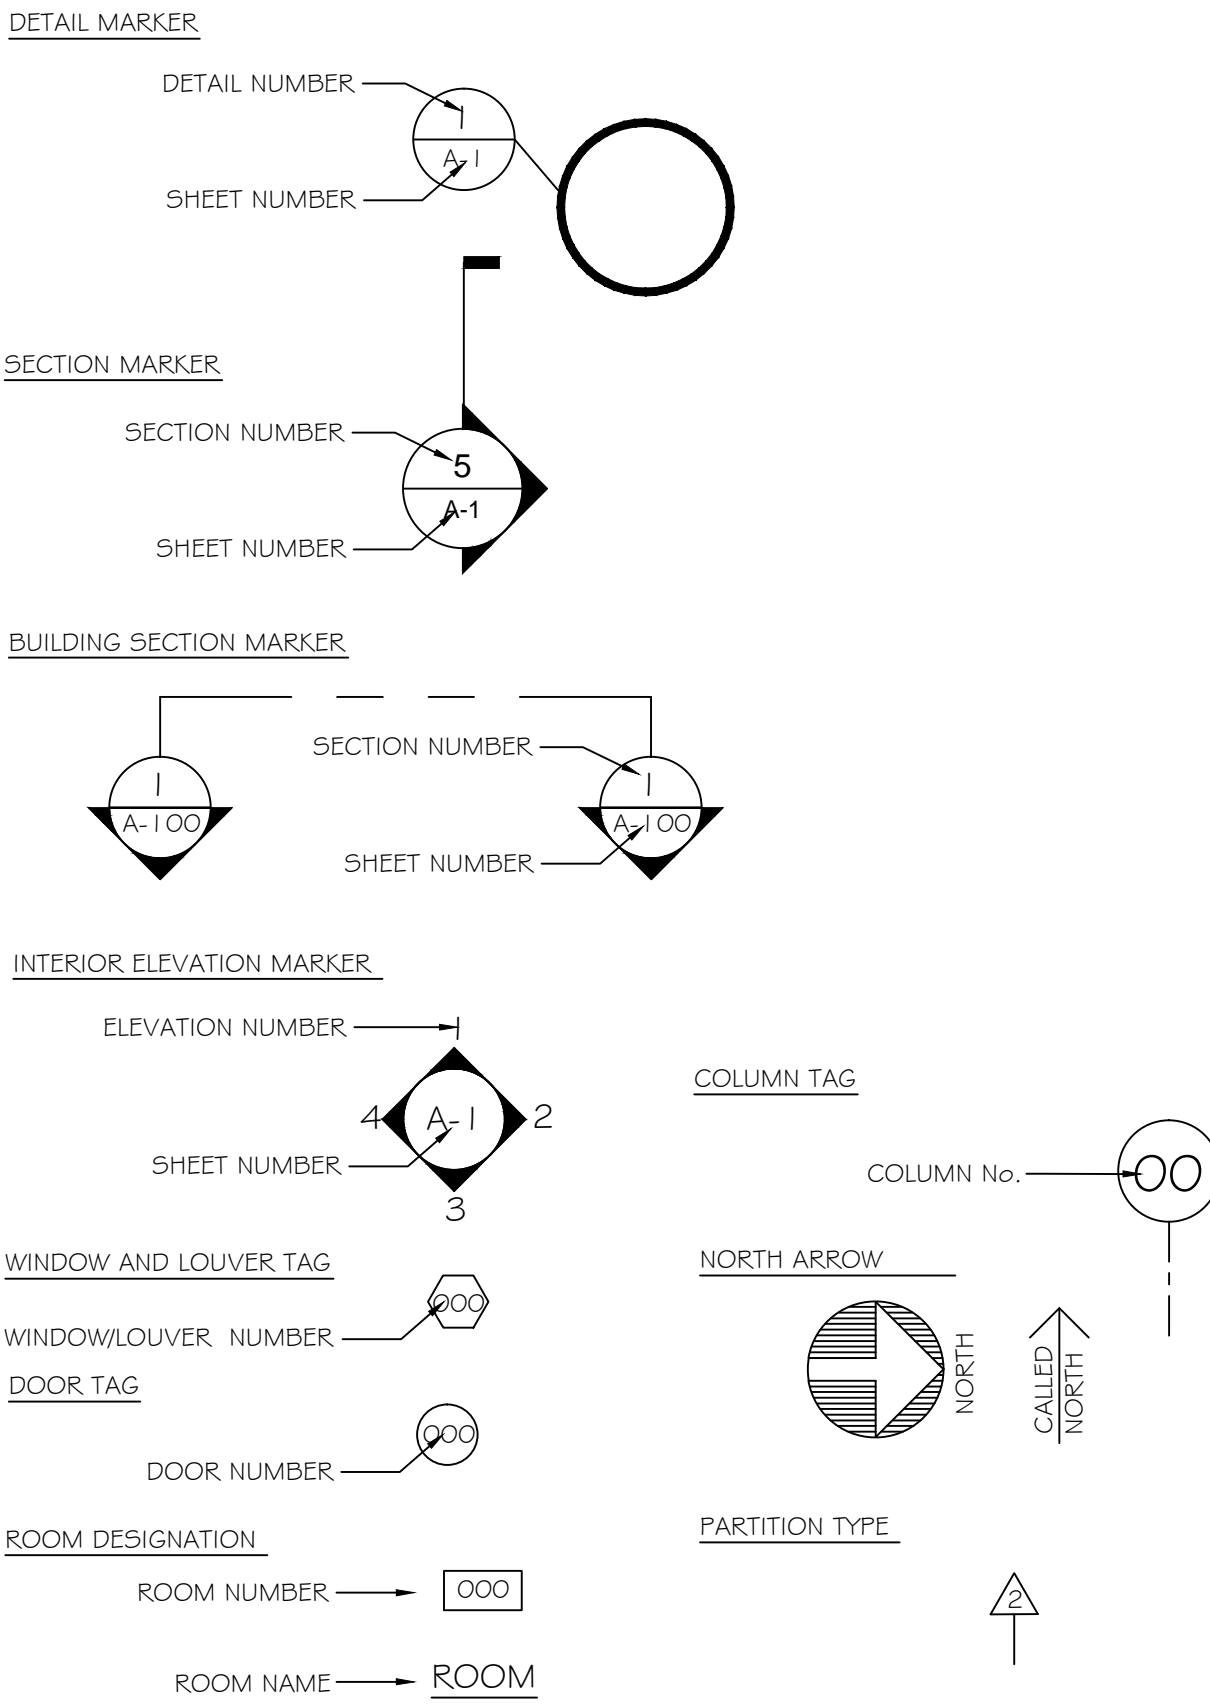 DETAIL MARKER
DETAIL NUMBER
1
A-1
SHEET NUMBER
SECTION MARKER
SECTION NUMBER
5
A-1
SHEET NUMBER
BUILDING SECTION MARKER
SECTION NUMBER
1
1
A-100
A-100
SHEET NUMBER
INTERIOR ELEVATION MARKER
ELEVATION NUMBER
1
4
A-1
2
SHEET NUMBER
3
WINDOW AND LOUVER TAG
000
WINDOW/LOUVER NUMBER
DOOR TAG
000
DOOR NUMBER
ROOM DESIGNATION
ROOM NUMBER
000
ROOM NAME
ROOM
COLUMN TAG
COLUMN No.
00
NORTH ARROW
NORTH
CALLED
NORTH
PARTITION TYPE
2